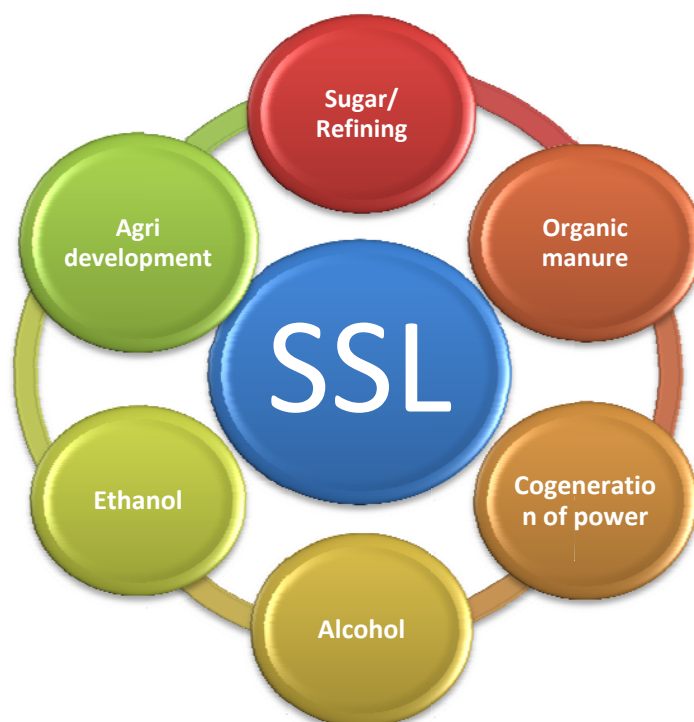 Sugar/
Refining
Organic
manure
Cogeneratio
n of power
Alcohol
Ethanol
Agri
development
SSL